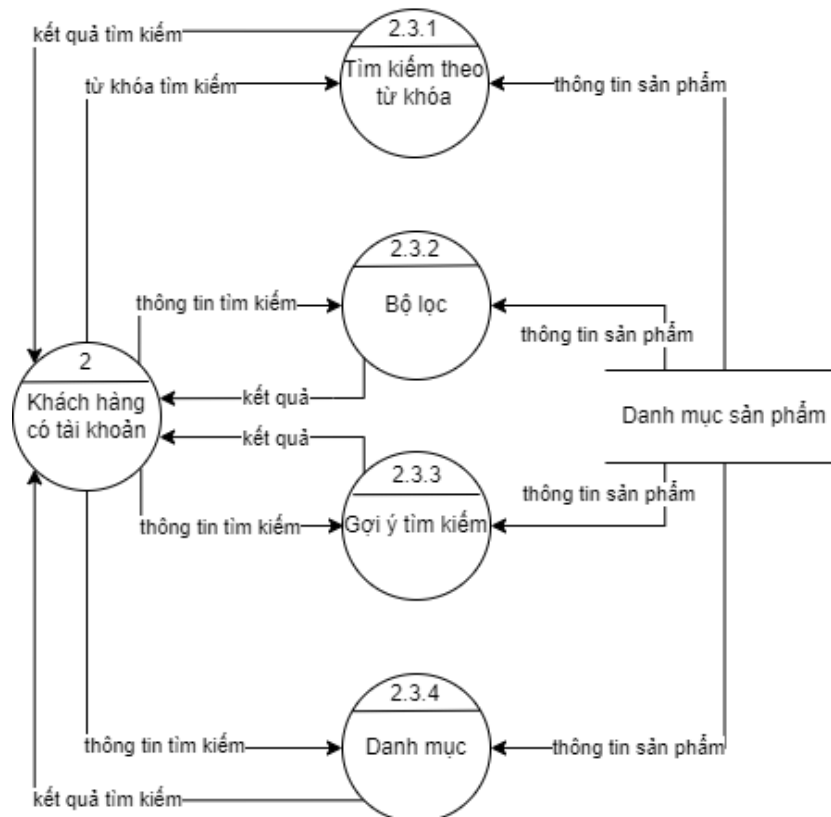 2.3.1
kết quả tìm kiếm
Tìm kiếm theo
từ khóa
từ khóa tìm kiếm
thông tin sản phẩm
2.3.2
thông tin tìm kiếm
Bộ lọc
thông tin sản phẩm
2
Khách hàng
có tài khoản
kết quả
kết quả
Danh mục sản phẩm
2.3.3
thông tin tìm kiếm
Gợi ý tìm kiếm
thông tin sản phẩm
2.3.4
thông tin tìm kiếm
Danh mục
thông tin sản phẩm
kết quả tìm kiếm